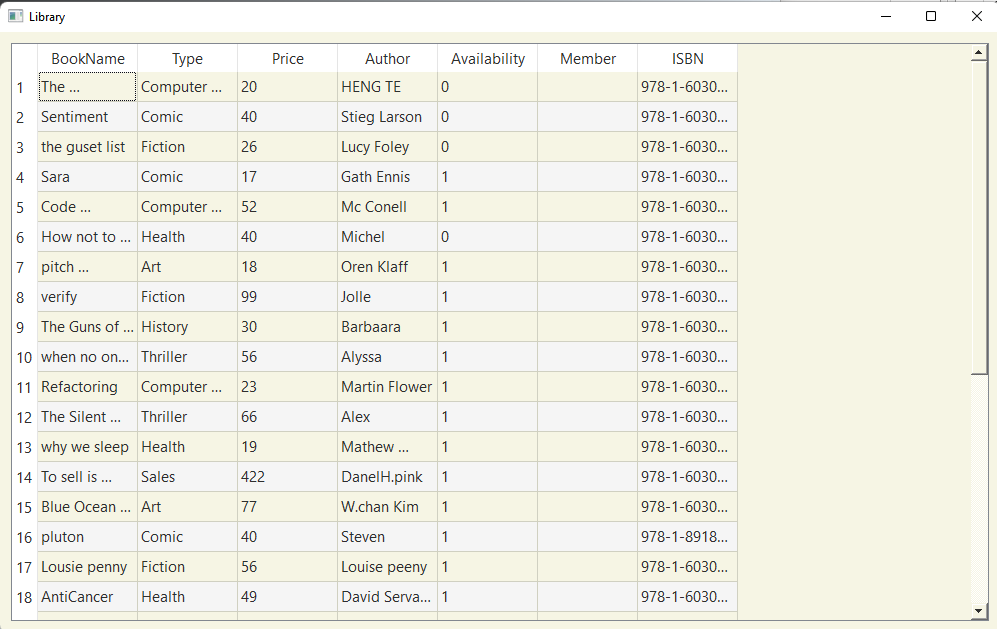 Library
BookName Type Price Author Availability Member ISBN
1 The ... Computer ... 20 HENG TE 0 978-1-6030...
2 Sentiment Comic 40 Stieg Larson 0 978-1-6030...
3 the guset list Fiction 26 Lucy Foley 0 978-1-6030...
4 Sara Comic 17 Gath Ennis 1 978-1-6030...
5 Code ... Computer ... 52 Mc Conell 1 978-1-6030...
6 How not to ... Health 40 Michel 0 978-1-6030...
7 pitch ... Art 18 Oren Klaff 1 978-1-6030...
8 verify Fiction 99 Jolle 1 978-1-6030...
9 The Guns of ... History 30 Barbaara 1 978-1-6030...
10 when no on... Thriller 56 Alyssa 1 978-1-6030...
11 Refactoring Computer ... 23 Martin Flower 1 978-1-6030...
12 The Silent ... Thriller 66 Alex 1 978-1-6030...
13 why we sleep Health 19 Mathew ... 1 978-1-6030...
14 To sell is ... Sales 422 DanelH.pink 1 978-1-6030...
15 Blue Ocean ... Art 77 W.chan Kim 1 978-1-6030...
16 pluton Comic 40 Steven 1 978-1-8918...
17 Lousie penny Fiction 56 Louise peeny 1 978-1-6030...
18 AntiCancer Health 49 David Serva... 1 978-1-6030...